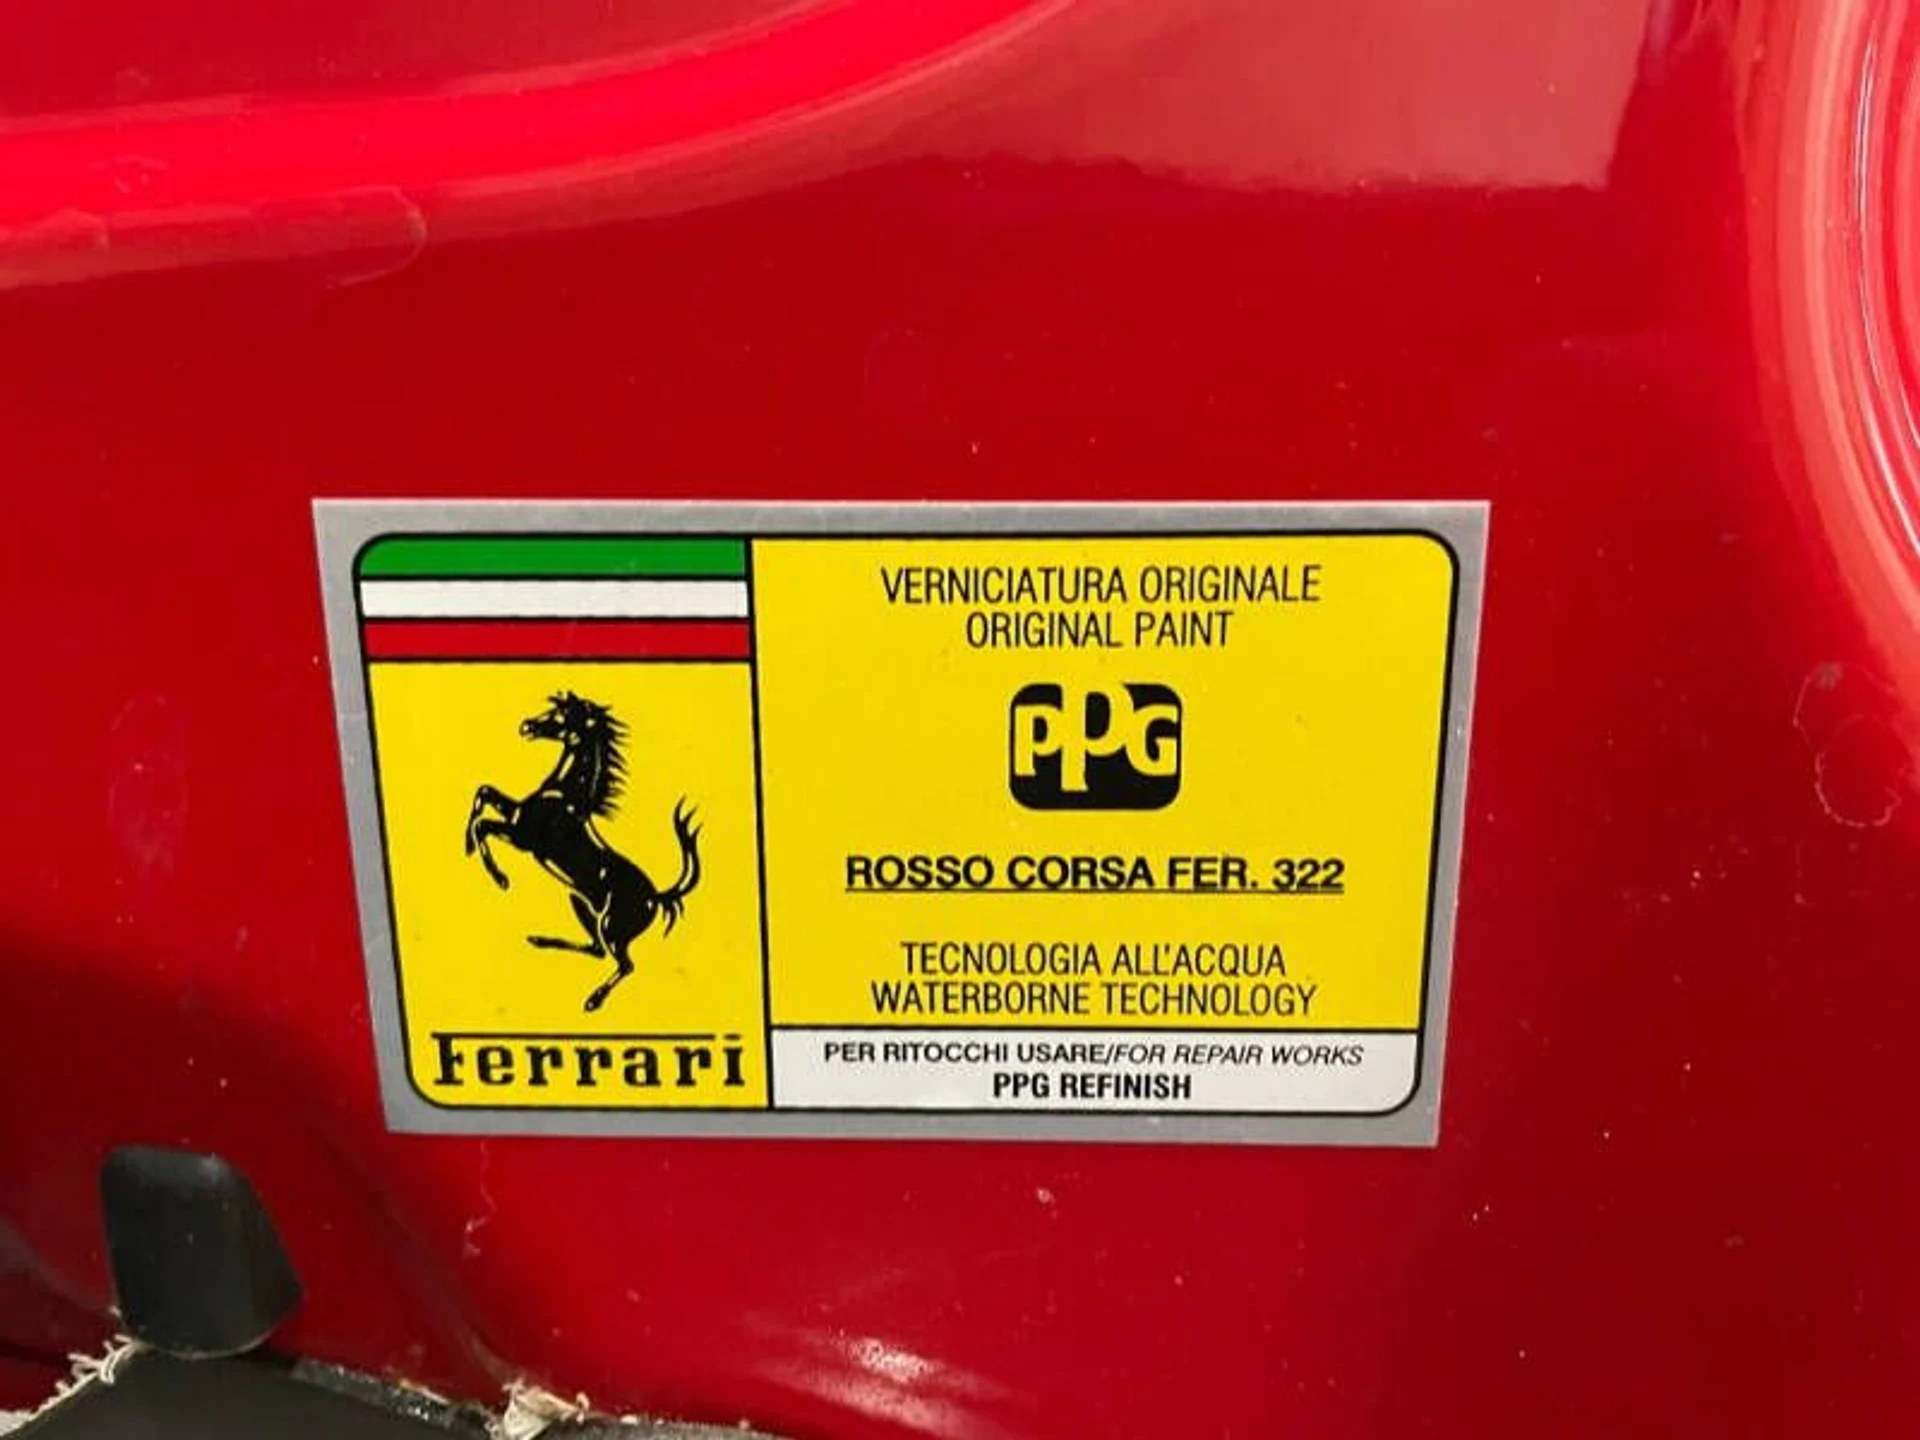 Ferrari
VERNICIATURA ORIGINALE
ORIGINAL PAINT
PPG
ROSSO CORSA FER. 322
TECNOLOGIA ALL'ACQUA
WATERBORNE TECHNOLOGY
PER RITOCCHI USARE/FOR REPAIR WORKS
PPG REFINISH